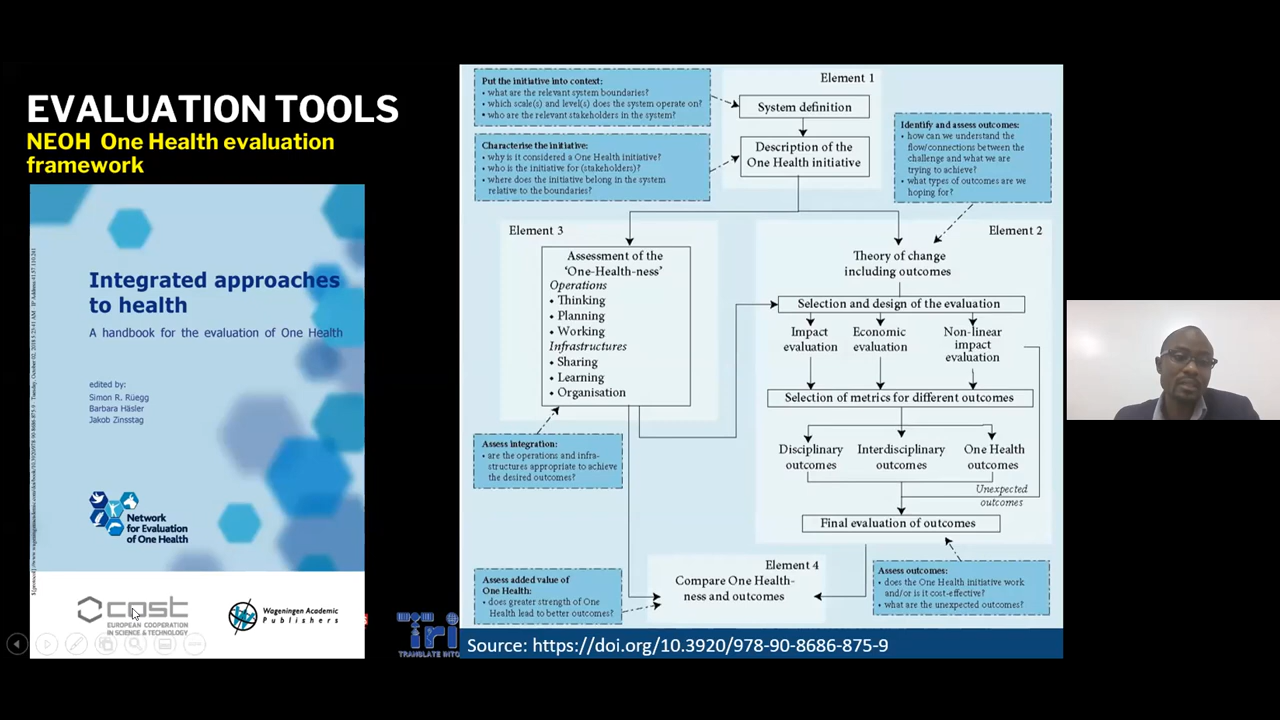 EVALUATION TOOLS
NEOH One Health evaluation
framework
Integrated approaches
to health
A handbook for the evaluation of One Health
edited by:
Simon R. Rüegg
Barbara Häsler
Jakob Zinsstag
Network
for Evaluation
of One Health
cost
EUROPEAN COOPERATION
IN SCIENCE & TECHNOLOGY
Wageningen Academic
Publishers
tri
TRANSLATE INTO
Element 1
Put the initiative into context:
• what are the relevant system boundaries?
• which scale(s) and level(s) does the system operate on?
• who are the relevant stakeholders in the system?
System definition
Characterise the initiative:
• why is it considered a One Health initiative?
• who is the initiative for (stakeholders)?
• where does the initiative belong in the system
relative to the boundaries?
Description of the
One Health initiative
Identify and assess outcomes:
• how can we understand the
flow/connections between the
challenge and what we are
trying to achieve?
• what types of outcomes are we
hoping for?
Element 3
Assessment of the
‘One-Health-ness’
Operations
• Thinking
• Planning
• Working
Infrastructures
• Sharing
• Learning
• Organisation
Assess integration:
• are the operations and infra-
structures appropriate to achieve
the desired outcomes?
Element 2
Theory of change
including outcomes
Selection and design of the evaluation
Impact
evaluation
Economic
evaluation
Non-linear
impact
evaluation
Selection of metrics for different outcomes
Disciplinary
outcomes
Interdisciplinary
outcomes
One Health
outcomes
Unexpected
outcomes
Final evaluation of outcomes
Element 4
Compare One Health-
ness and outcomes
Assess added value of
One Health:
• does greater strength of One
Health lead to better outcomes?
Assess outcomes:
• does the One Health initiative work
and/or is it cost-effective?
• what are the unexpected outcomes?
Source: https://doi.org/10.3920/978-90-8686-875-9